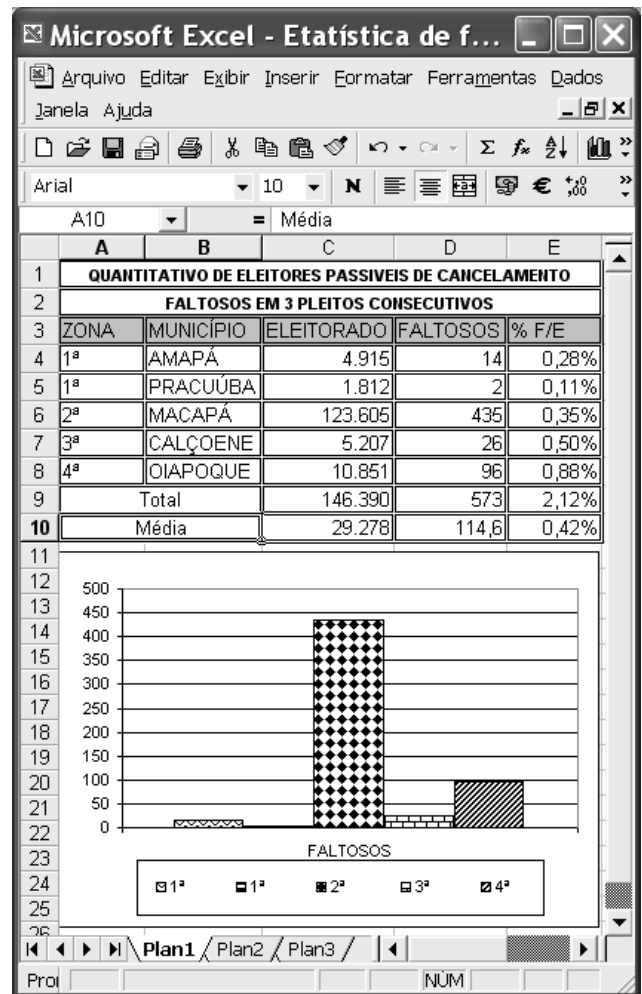 Microsoft Excel - Etatística de f...
Arquivo Editar Exibir Inserir Formatar Ferramentas Dados
Janela Ajuda
Arial 10 N
A10 = Média
A B C D E
1 QUANTITATIVO DE ELEITORES PASSIVEIS DE CANCELAMENTO
2 FALTOSOS EM 3 PLEITOS CONSECUTIVOS
3 ZONA MUNICÍPIO ELEITORADO FALTOSOS % F/E
4 1ª AMAPÁ 4.915 14 0,28%
5 1ª PRACUÚBA 1.812 2 0,11%
6 2ª MACAPÁ 123.605 435 0,35%
7 3ª CALÇOENE 5.207 26 0,50%
8 4ª OIAPOQUE 10.851 96 0,88%
9 Total 146.390 573 2,12%
10 Média 29.278 114,6 0,42%
11
12 500
13 450
14 400
15 350
16 300
17 250
18 200
19 150
20 100
21 50
22 0
23 FALTOSOS
24 1ª 1ª 2ª 3ª 4ª
25
26
Plan1 Plan2 Plan3
Pro NÚM